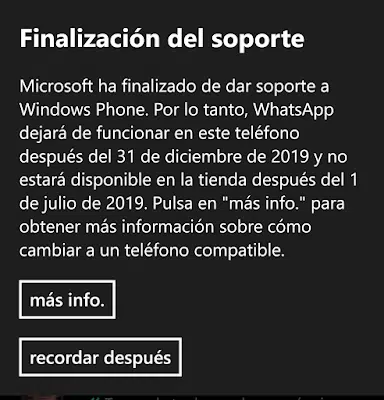 Finalización del soporte
Microsoft ha finalizado de dar soporte a
Windows Phone. Por lo tanto, WhatsApp
dejará de funcionar en este teléfono
después del 31 de diciembre de 2019 y no
estará disponible en la tienda después del 1
de julio de 2019. Pulsa en "más info." para
obtener más información sobre cómo
cambiar a un teléfono compatible.
más info.
recordar después